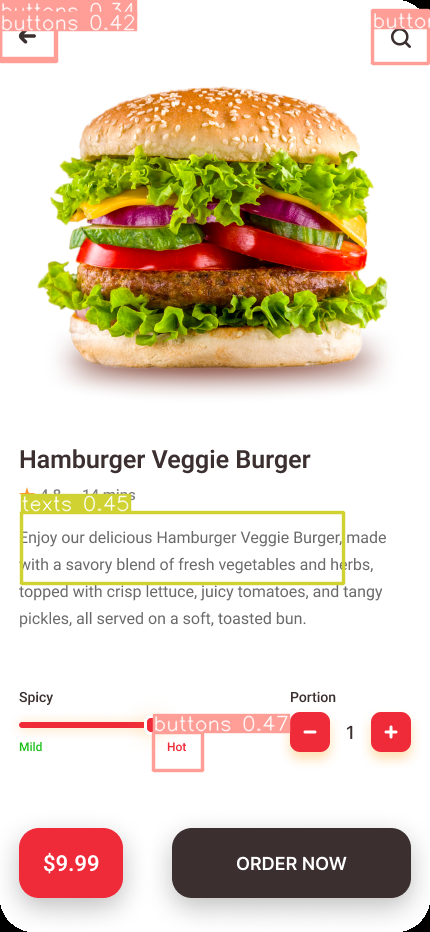 buttons 0.34
buttons 0.42
button
Hamburger Veggie Burger
4.8 14 mins
texts 0.45
Enjoy our delicious Hamburger Veggie Burger, made
with a savory blend of fresh vegetables and herbs,
topped with crisp lettuce, juicy tomatoes, and tangy
pickles, all served on a soft, toasted bun.
Spicy
Portion
buttons 0.47
1
Mild
Hot
$9.99
ORDER NOW